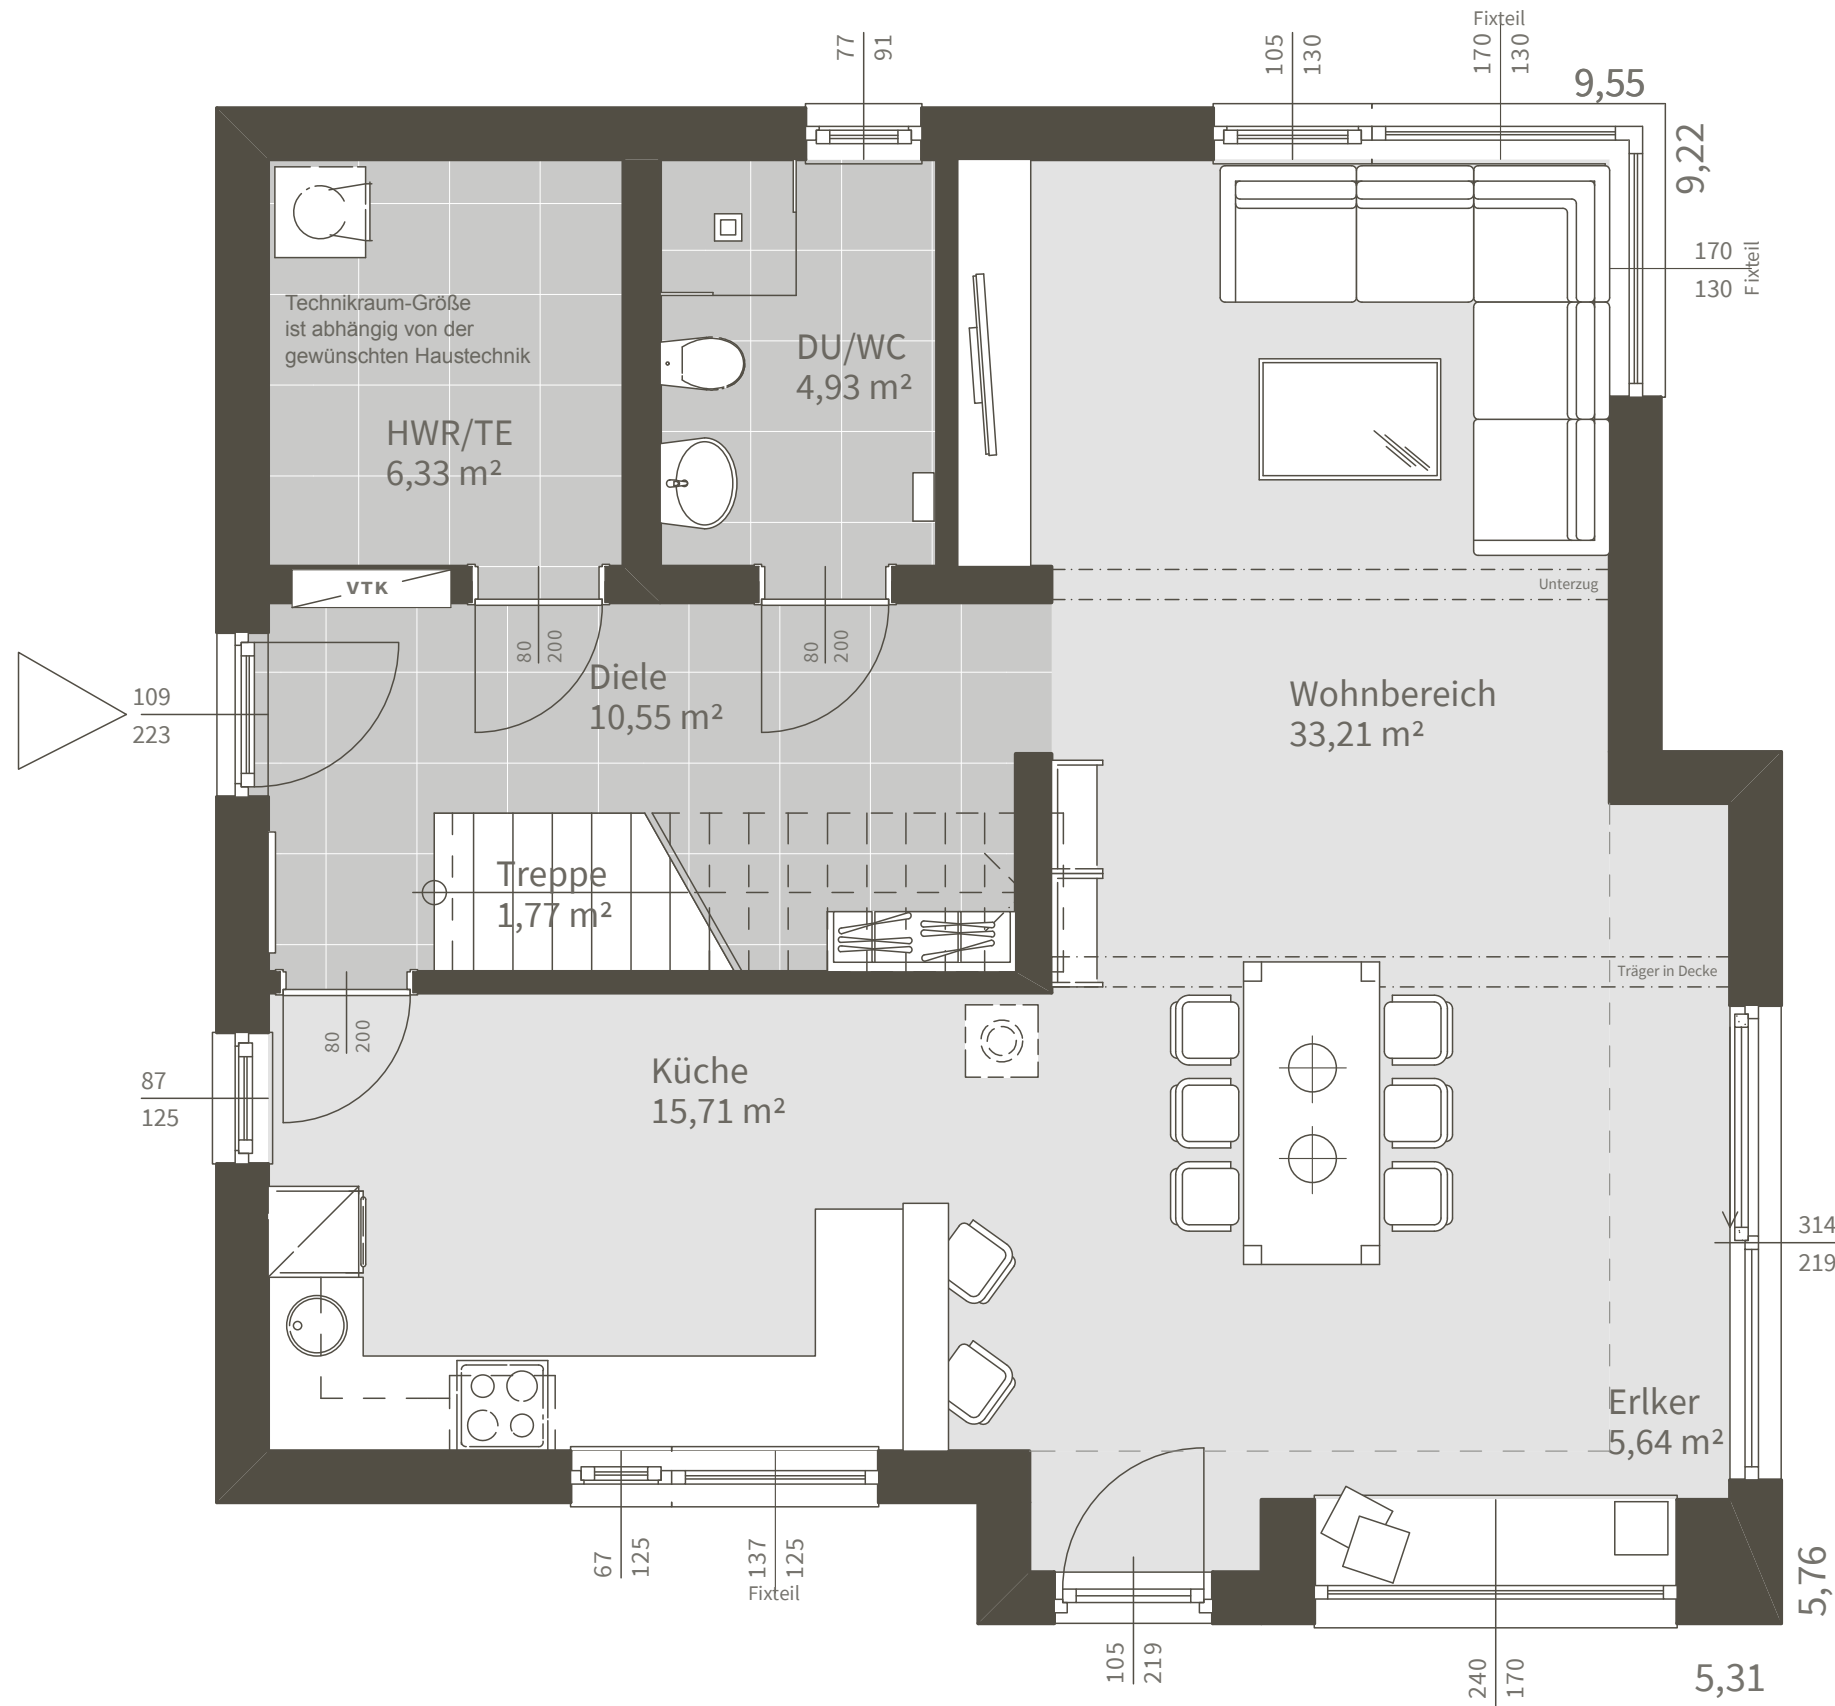 77
91
105
130
Fixteil
170
130
9,55
9,22
170
130
Fixteil
Technikraum-Größe
ist abhängig von der
gewünschten Haustechnik
DU/WC
4,93 m²
HWR/TE
6,33 m²
VTK
Unterzug
80
200
80
200
Diele
10,55 m²
Wohnbereich
33,21 m²
109
223
Treppe
1,77 m²
Träger in Decke
80
200
Küche
15,71 m²
87
125
314
219
Erlker
5,64 m²
67
125
137
125
Fixteil
5,76
105
219
240
170
5,31